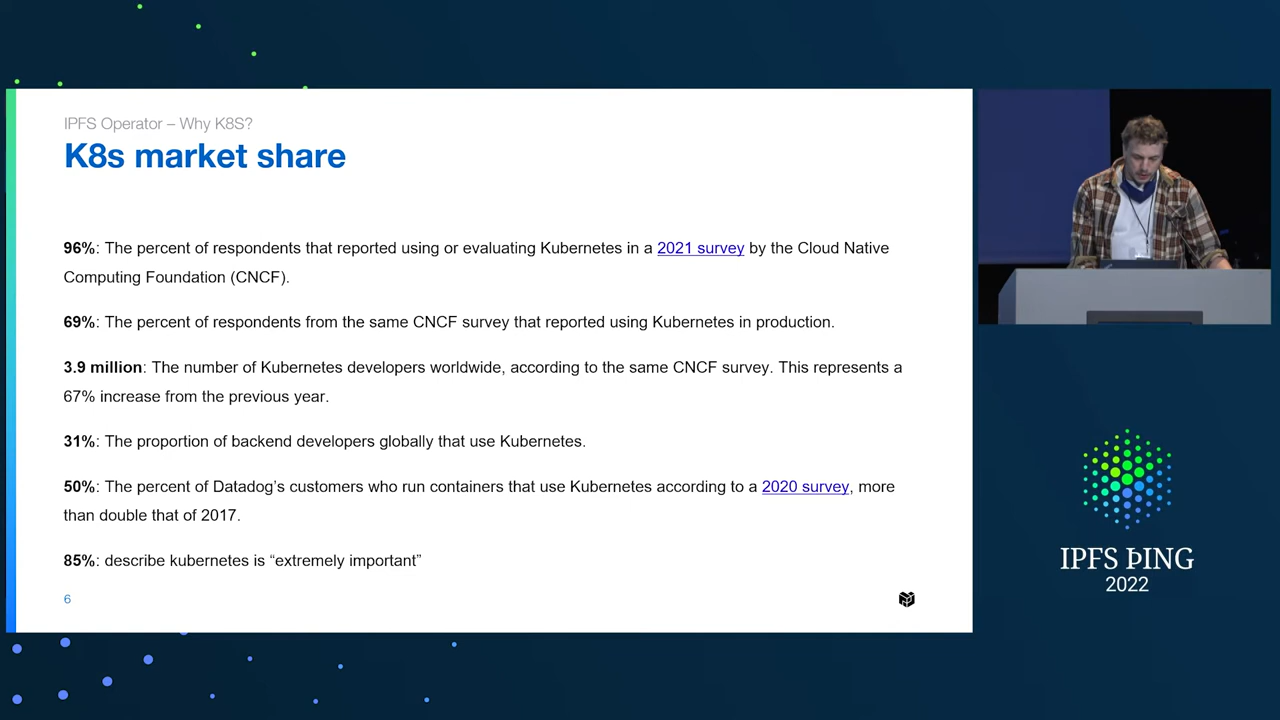 IPFS Operator – Why K8S?
K8s market share
96%: The percent of respondents that reported using or evaluating Kubernetes in a 2021 survey by the Cloud Native
Computing Foundation (CNCF).
69%: The percent of respondents from the same CNCF survey that reported using Kubernetes in production.
3.9 million: The number of Kubernetes developers worldwide, according to the same CNCF survey. This represents a
67% increase from the previous year.
31%: The proportion of backend developers globally that use Kubernetes.
50%: The percent of Datadog’s customers who run containers that use Kubernetes according to a 2020 survey, more
than double that of 2017.
85%: describe kubernetes is “extremely important”
6
IPFS ÞING
2022